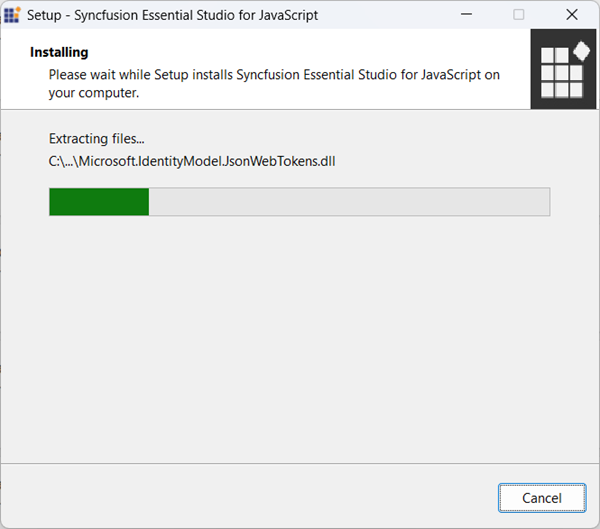 Setup - Syncfusion Essential Studio for JavaScript
Installing
Please wait while Setup installs Syncfusion Essential Studio for JavaScript on
your computer.
Extracting files...
C:\...\Microsoft.IdentityModel.JsonWebTokens.dll
Cancel